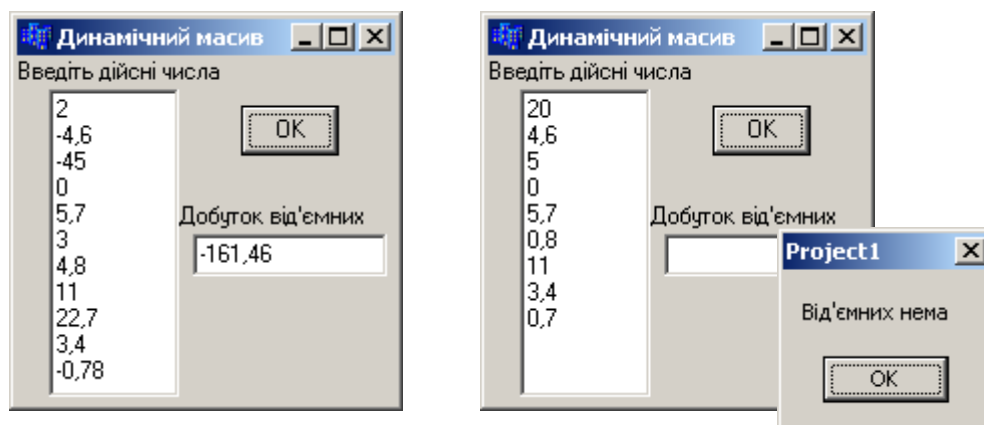 Динамічний масив
Введіть дійсні числа
2
-4,6
-45
0
5,7
3
4,8
11
22,7
3,4
-0,78
OK
Добуток від'ємних
-161,46
Динамічний масив
Введіть дійсні числа
20
4,6
5
0
5,7
0,8
11
3,4
0,7
OK
Добуток від'ємних
Project1
Від'ємних нема
OK